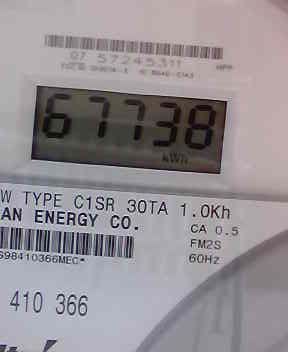 07 57245311
67738
kWh
W TYPE C1SR 30TA 1.0Kh
AN ENERGY CO.
CA 0.5
FM2S
60Hz
S98410366MEC*
410 366